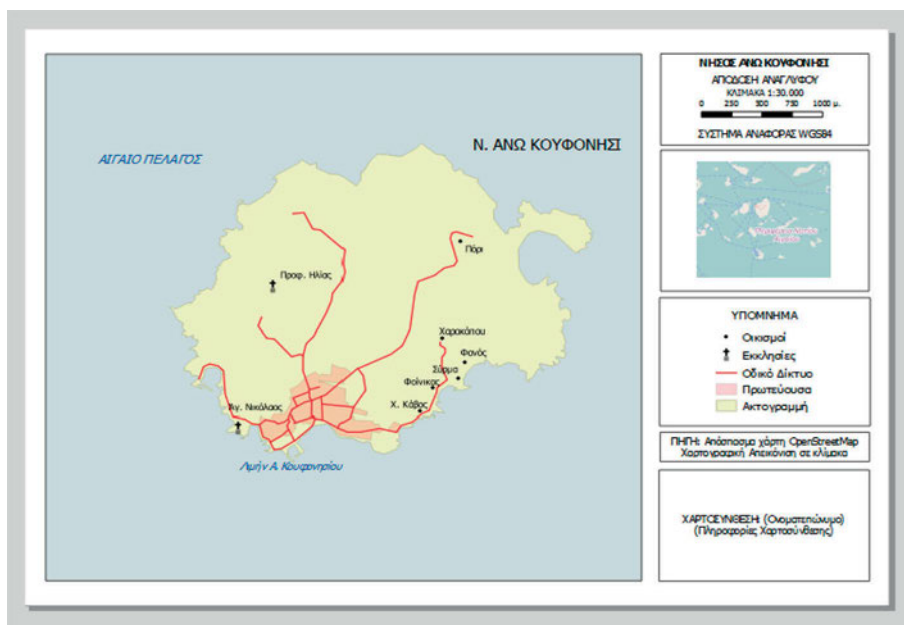 ΑΙΓΑΙΟ ΠΕΛΑΓΟΣ
Ν. ΑΝΩ ΚΟΥΦΟΝΗΣΙ
Πόρι
Προφ. Ηλίας
Χαροκόπου
Φανός
Σύρμα
Φοίνικας
Χ. Κάβος
Άγ. Νικόλαος
Λιμήν Α. Κουφονησίου
ΝΗΣΟΣ ΑΝΩ ΚΟΥΦΟΝΗΣΙ
ΑΠΟΔΟΣΗ ΑΝΑΓΛΥΦΟΥ
ΚΛΙΜΑΚΑ 1:30.000
0 250 500 750 1000 μ.
ΣΥΣΤΗΜΑ ΑΝΑΦΟΡΑΣ WGS84
ΥΠΟΜΝΗΜΑ
Οικισμοί
Εκκλησίες
Οδικό Δίκτυο
Πρωτεύουσα
Ακτογραμμή
ΠΗΓΗ: Απόσπασμα χάρτη OpenStreetMap
Χαρτογραφική Απεικόνιση σε κλίμακα
ΧΑΡΤΟΣΥΝΘΕΣΗ: (Ονοματεπώνυμο)
(Πληροφορίες Χαρτοσύνθεσης)